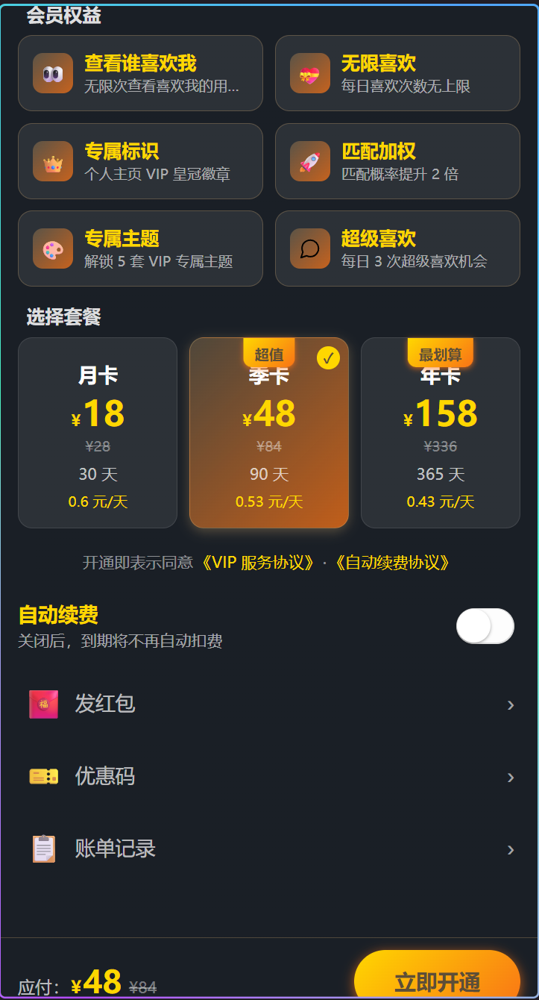 会员权益
查看谁喜欢我
无限次查看喜欢我的用...
无限喜欢
每日喜欢次数无上限
专属标识
个人主页 VIP 皇冠徽章
匹配加权
匹配概率提升 2 倍
专属主题
解锁 5 套 VIP 专属主题
超级喜欢
每日 3 次超级喜欢机会
选择套餐
月卡
¥18
¥28
30 天
0.6 元/天
超值
季卡
¥48
¥84
90 天
0.53 元/天
最划算
年卡
¥158
¥336
365 天
0.43 元/天
开通即表示同意《VIP 服务协议》·《自动续费协议》
自动续费
关闭后，到期将不再自动扣费
福
发红包
优惠码
账单记录
应付：¥48 ¥84
立即开通